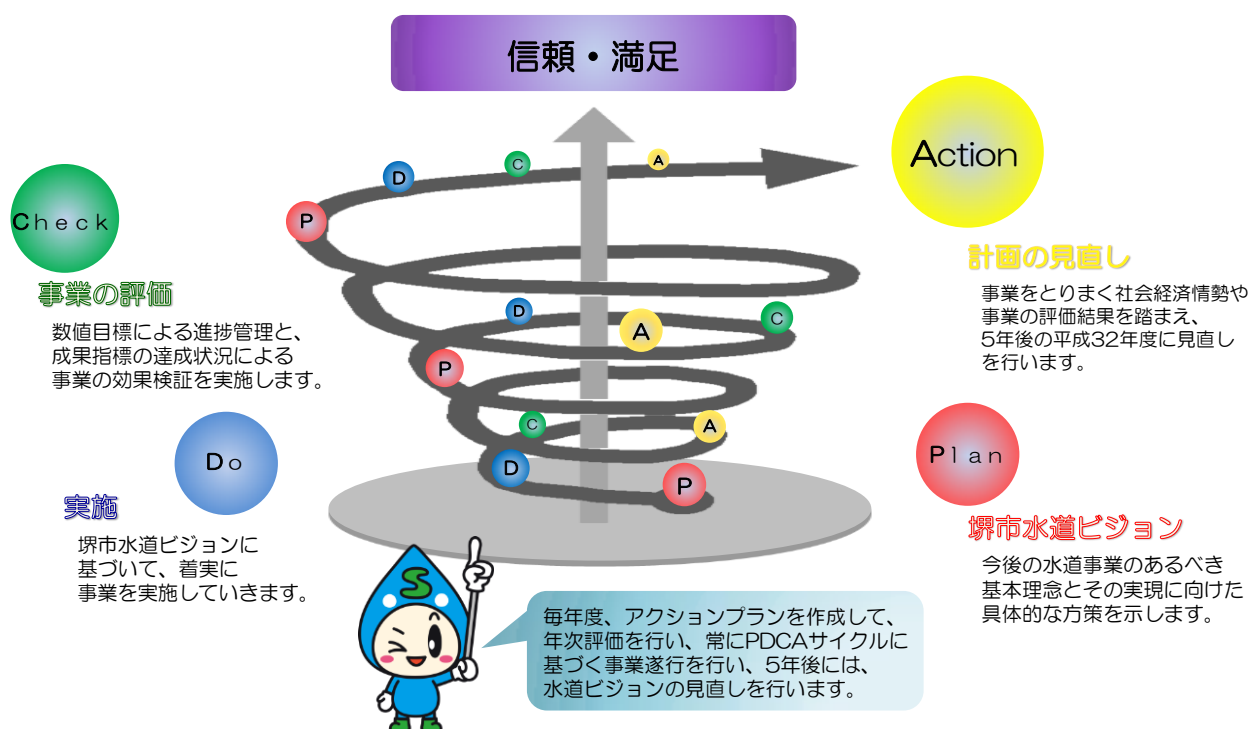 信頼・満足
Action
計画の見直し
事業をとりまく社会経済情勢や
事業の評価結果を踏まえ、
5年後の平成32年度に見直し
を行います。
Check
事業の評価
数値目標による進捗管理と、
成果指標の達成状況による
事業の効果検証を実施します。
A
C
D
P
D
A
C
P
C
A
D
P
Do
実施
堺市水道ビジョンに
基づいて、着実に
事業を実施していきます。
Plan
堺市水道ビジョン
今後の水道事業のあるべき
基本理念とその実現に向けた
具体的な方策を示します。
S
毎年度、アクションプランを作成して、
年次評価を行い、常にPDCAサイクルに
基づく事業遂行を行い、5年後には、
水道ビジョンの見直しを行います。